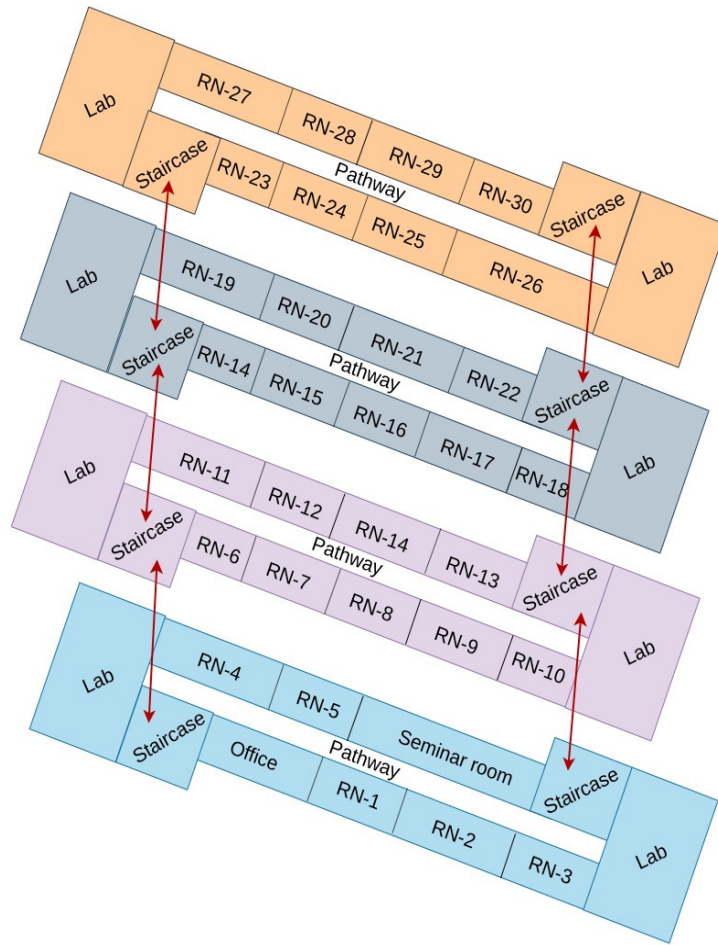 Lab
RN-27
RN-28
RN-29
RN-30
Staircase
Lab
Pathway
Staircase
RN-23
RN-24
RN-25
RN-26
Lab
RN-19
RN-20
RN-21
RN-22
Staircase
Lab
Pathway
Staircase
RN-14
RN-15
RN-16
RN-17
RN-18
Lab
RN-11
RN-12
RN-14
RN-13
Staircase
Lab
Pathway
Staircase
RN-6
RN-7
RN-8
RN-9
RN-10
Lab
RN-4
RN-5
Seminar room
Staircase
Lab
Pathway
Staircase
Office
RN-1
RN-2
RN-3